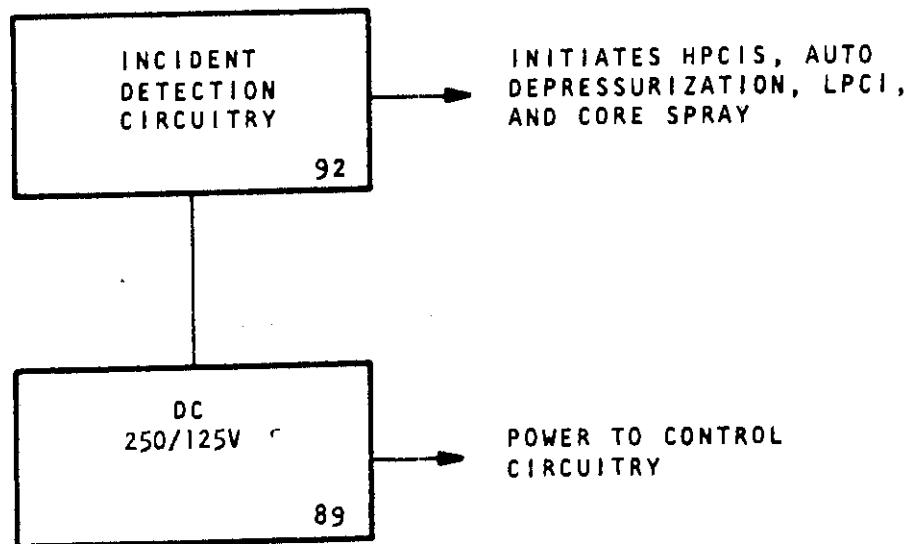 INCIDENT
DETECTION
CIRCUITRY
92
INITIATES HPCIS, AUTO
DEPRESSURIZATION, LPCI,
AND CORE SPRAY
DC
250/125V
89
POWER TO CONTROL
CIRCUITRY